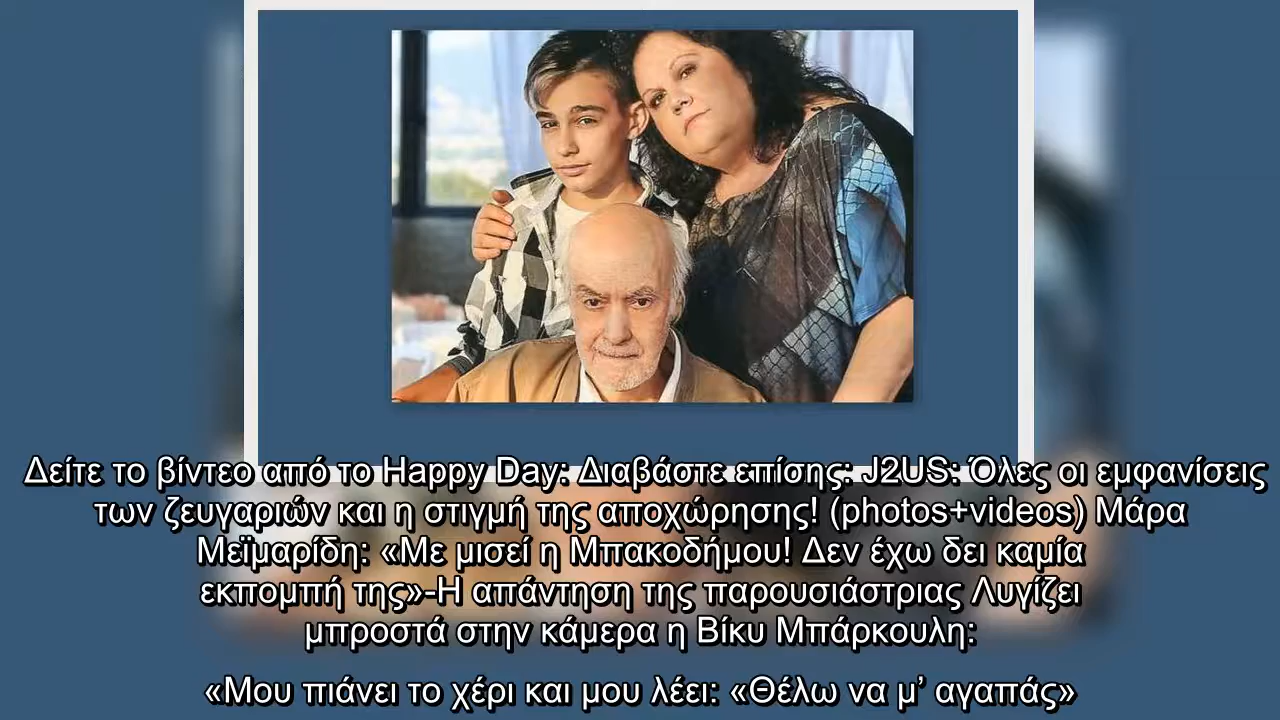 Δείτε το βίντεο από το Happy Day: Διαβάστε επίσης: J2US: Όλες οι εμφανίσεις
των ζευγαριών και η στιγμή της αποχώρησης! (photos+videos) Μάρα
Μεϊμαρίδη: «Με μισεί η Μπακοδήμου! Δεν έχω δει καμία
εκπομπή της»-Η απάντηση της παρουσιάστριας Λυγίζει
μπροστά στην κάμερα η Βίκυ Μπάρκουλη:
«Μου πιάνει το χέρι και μου λέει: «Θέλω να μ’ αγαπάς»